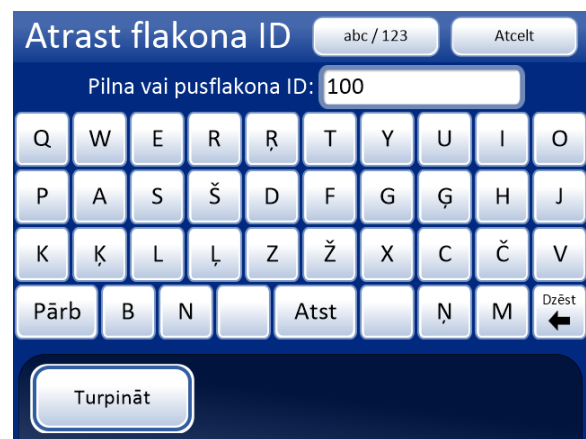 Atrast flakona ID abc / 123 Atcelt
Pilna vai pusflakona ID: 100
Q W E R Ŗ T Y U I O
P A S Š D F G Ģ H J
K Ķ L Ļ Z Ž X C Č V
Pārb B N Atst Ņ M Dzēst
Turpināt